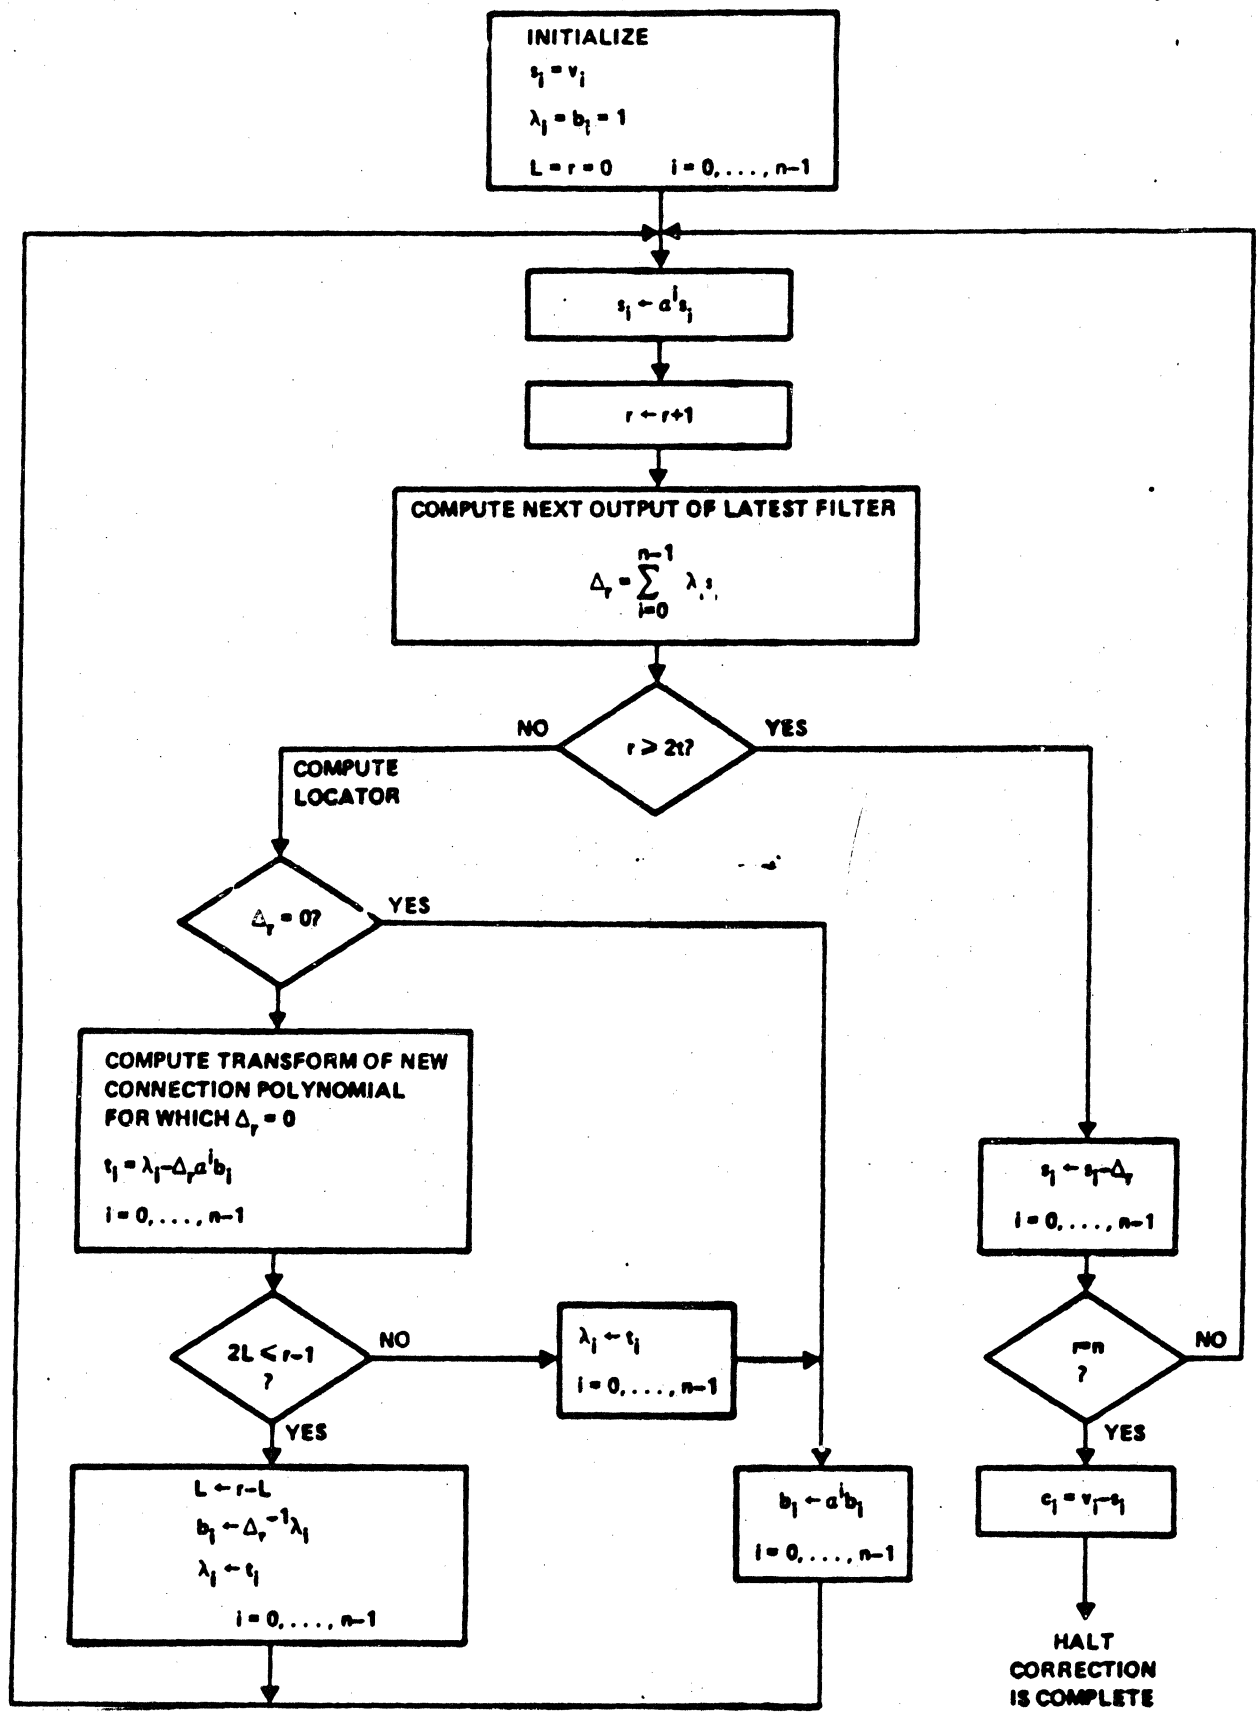 INITIALIZE
s_i = v_i
λ_i = b_i = 1
L = r = 0 i = 0, . . . , n–1
s_i ← α^i s_i
r ← r+1
COMPUTE NEXT OUTPUT OF LATEST FILTER
Δ_r = Σ_{i=0}^{n–1} λ_i s_i
NO
r ⩾ 2t?
YES
COMPUTE
LOCATOR
Δ_r = 0?
YES
COMPUTE TRANSFORM OF NEW
CONNECTION POLYNOMIAL
FOR WHICH Δ_r = 0
t_i = λ_i–Δ_r α^i b_i
i = 0, . . . , n–1
s_i ← s_i–Δ_r
i = 0, . . . , n–1
2L ⩽ r–1
?
NO
YES
λ_i ← t_i
i = 0, . . . , n–1
r=n
?
NO
YES
L ← r–L
b_i ← Δ_r^{–1} λ_i
λ_i ← t_i
i = 0, . . . , n–1
b_i ← α^i b_i
i = 0, . . . , n–1
c_i = v_i–s_i
HALT
CORRECTION
IS COMPLETE